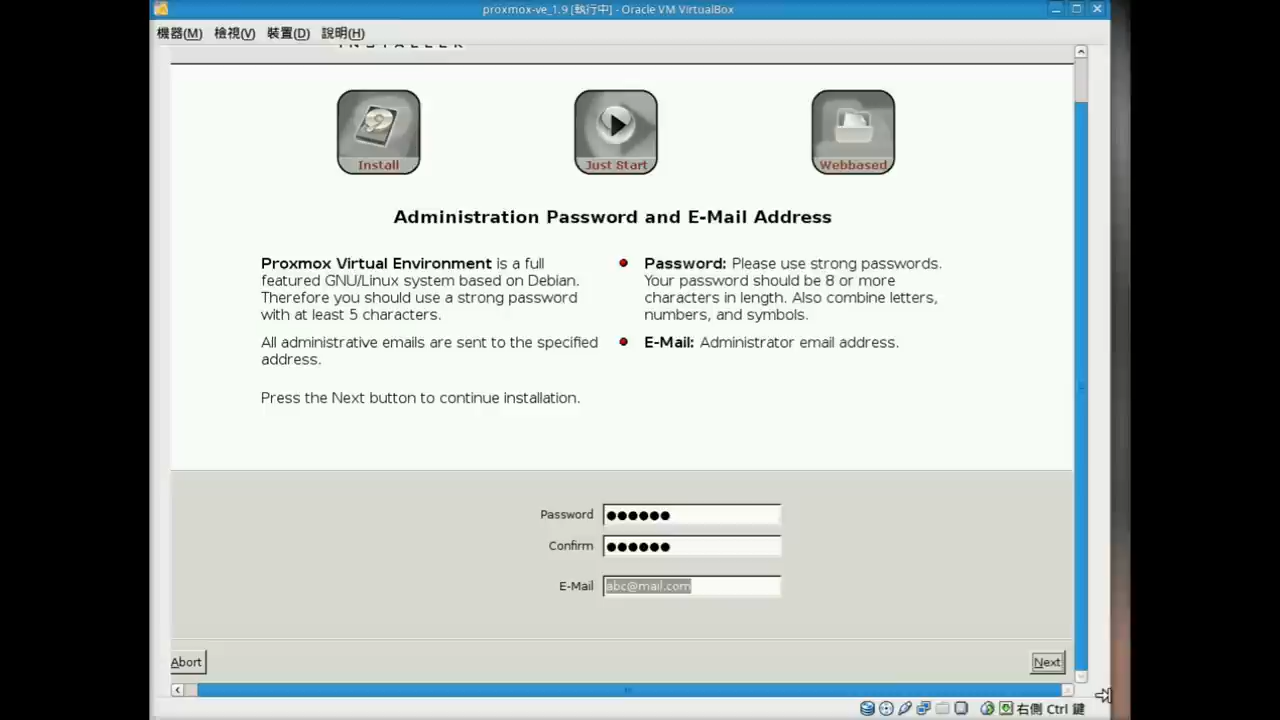 proxmox-ve_1.9 [執行中] - Oracle VM VirtualBox
機器(M) 檢視(V) 裝置(D) 說明(H)
INSTALLER
Install
Just Start
Webbased
Administration Password and E-Mail Address
Proxmox Virtual Environment is a full
featured GNU/Linux system based on Debian.
Therefore you should use a strong password
with at least 5 characters.
All administrative emails are sent to the specified
address.
Press the Next button to continue installation.
Password: Please use strong passwords.
Your password should be 8 or more
characters in length. Also combine letters,
numbers, and symbols.
E-Mail: Administrator email address.
Password ●●●●●●
Confirm ●●●●●●
E-Mail abc@mail.com
Abort
Next
右側 Ctrl 鍵